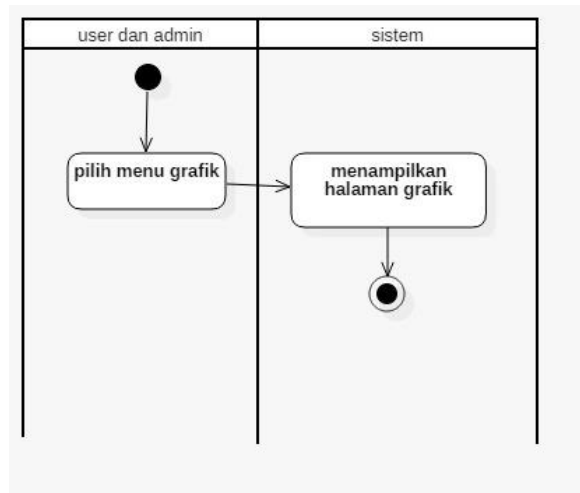 user dan admin
sistem
pilih menu grafik
menampilkan
halaman grafik